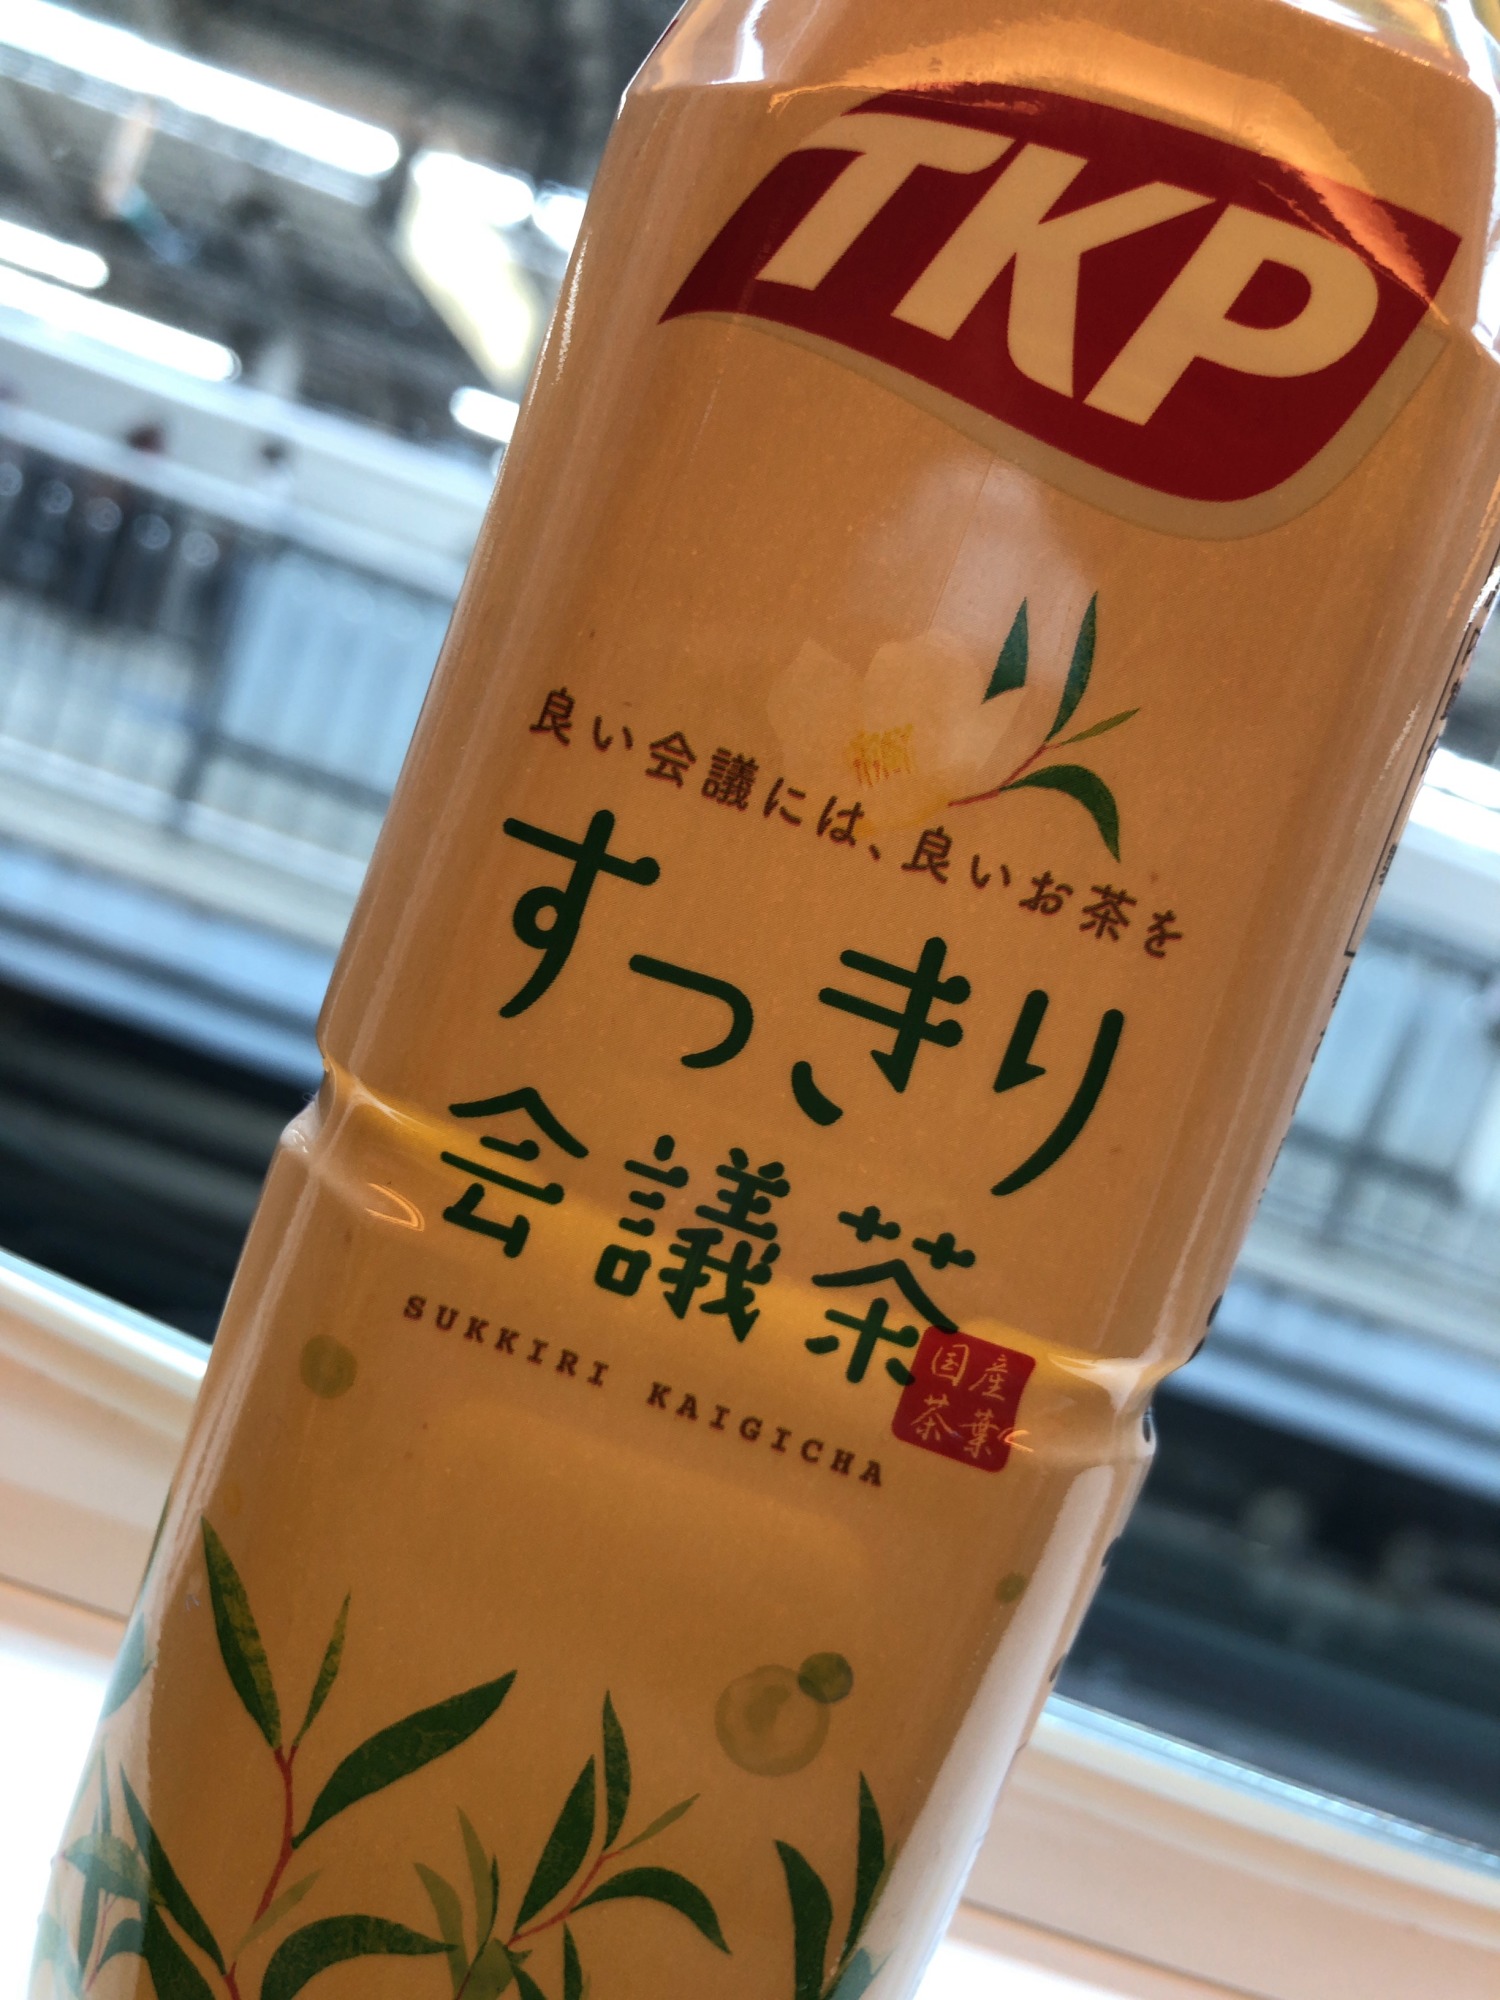 TKP
良い会議には、良いお茶を
すっきり
会議茶
SUKKIRI KAIGICHA
国産
茶葉